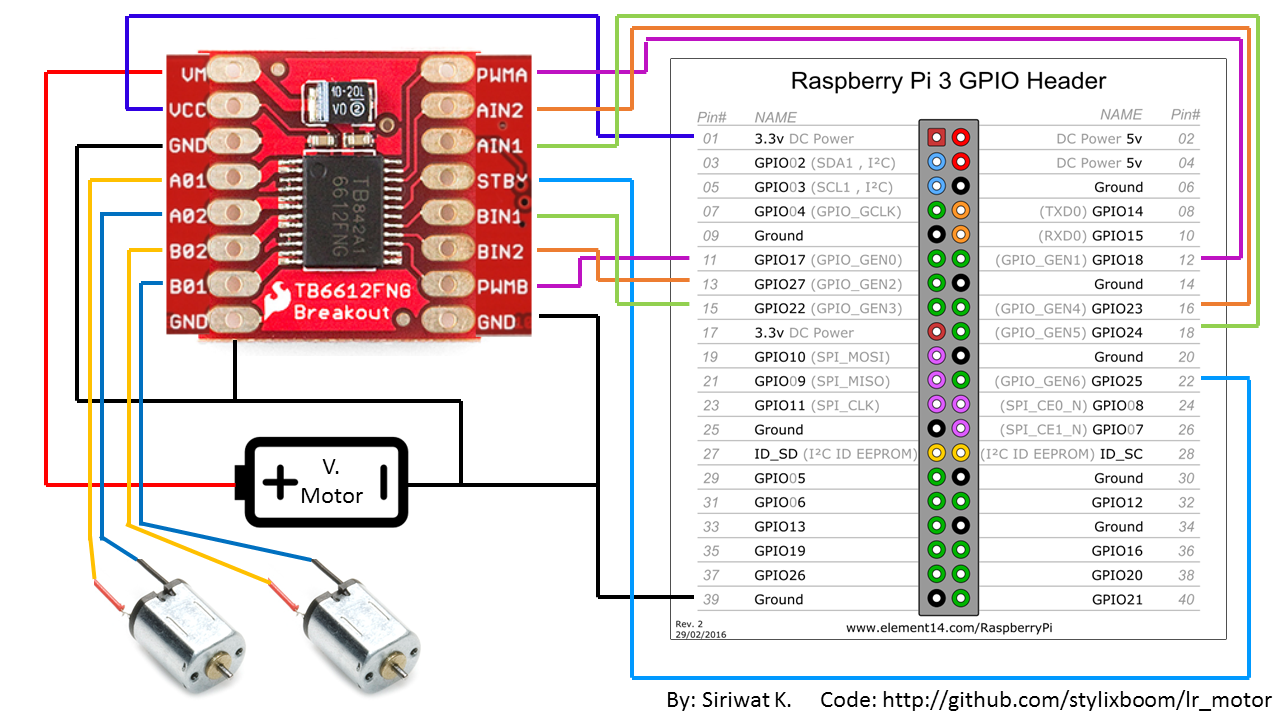 VM
VCC
GND
A01
A02
B02
B01
GND
PWMA
AIN2
AIN1
STBY
BIN1
BIN2
PWMB
GND
10-20L
V0 2
TB842A1
6612FNG
TB6612FNG
Breakout
V.
Motor
Raspberry Pi 3 GPIO Header
Pin# NAME NAME Pin#
01 3.3v DC Power DC Power 5v 02
03 GPIO02 (SDA1 , I²C) DC Power 5v 04
05 GPIO03 (SCL1 , I²C) Ground 06
07 GPIO04 (GPIO_GCLK) (TXD0) GPIO14 08
09 Ground (RXD0) GPIO15 10
11 GPIO17 (GPIO_GEN0) (GPIO_GEN1) GPIO18 12
13 GPIO27 (GPIO_GEN2) Ground 14
15 GPIO22 (GPIO_GEN3) (GPIO_GEN4) GPIO23 16
17 3.3v DC Power (GPIO_GEN5) GPIO24 18
19 GPIO10 (SPI_MOSI) Ground 20
21 GPIO09 (SPI_MISO) (GPIO_GEN6) GPIO25 22
23 GPIO11 (SPI_CLK) (SPI_CE0_N) GPIO08 24
25 Ground (SPI_CE1_N) GPIO07 26
27 ID_SD (I²C ID EEPROM) (I²C ID EEPROM) ID_SC 28
29 GPIO05 Ground 30
31 GPIO06 GPIO12 32
33 GPIO13 Ground 34
35 GPIO19 GPIO16 36
37 GPIO26 GPIO20 38
39 Ground GPIO21 40
Rev. 2
29/02/2016
www.element14.com/RaspberryPi
By: Siriwat K. Code: http://github.com/stylixboom/lr_motor